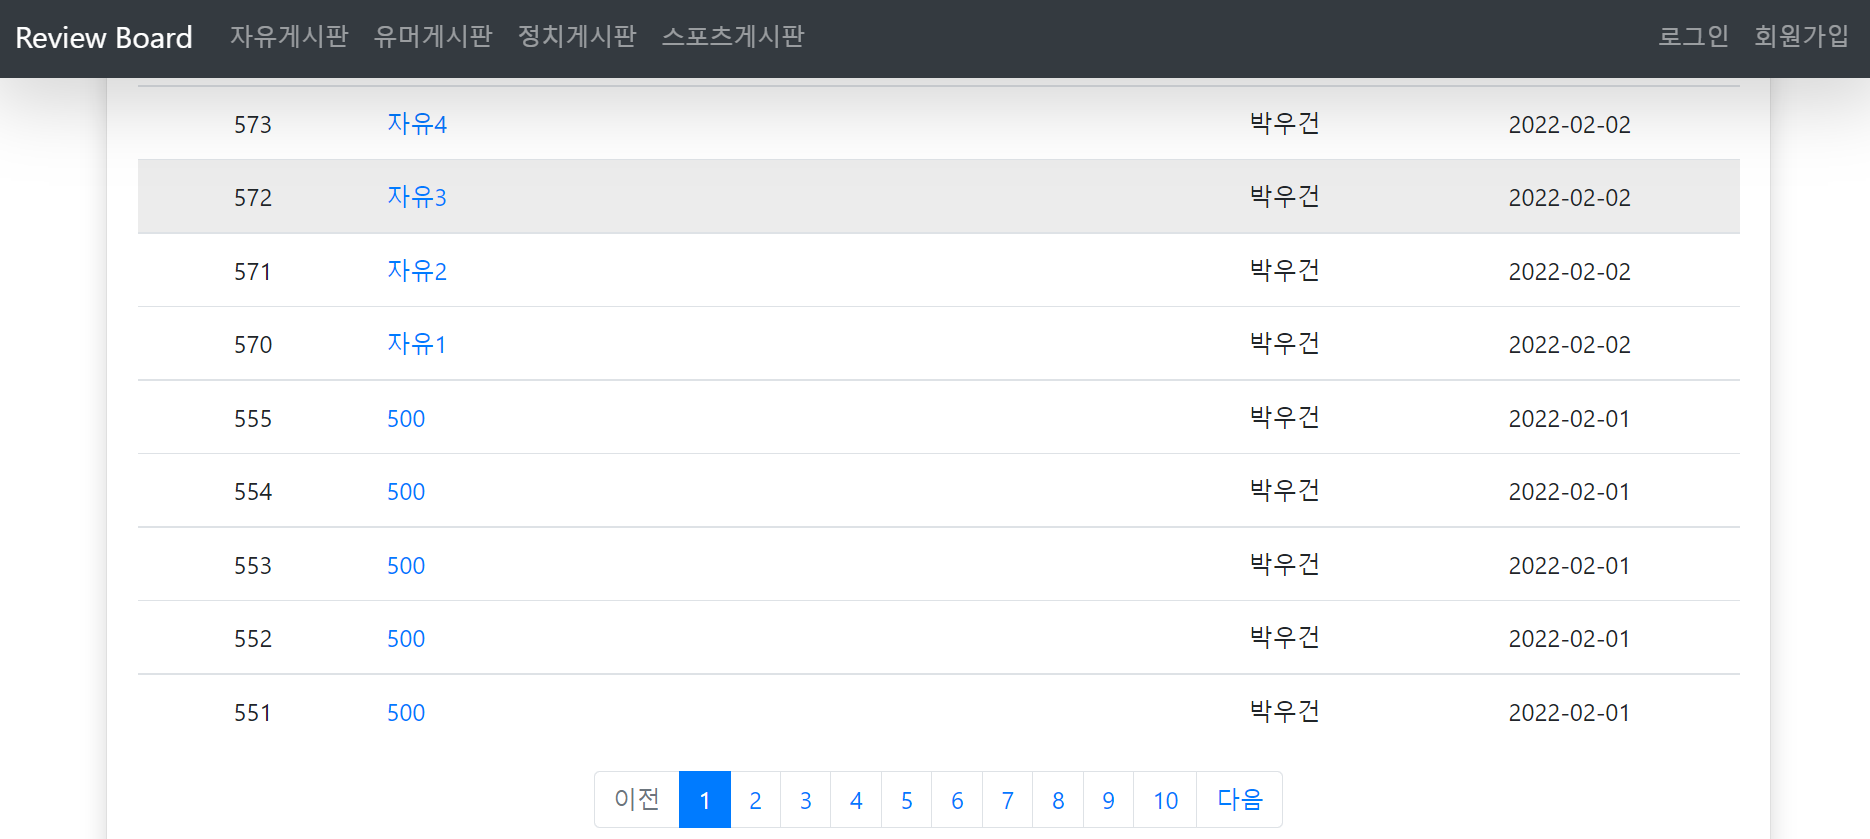 Review Board 자유게시판 유머게시판 정치게시판 스포츠게시판 로그인 회원가입
573 자유4 박우건 2022-02-02
572 자유3 박우건 2022-02-02
571 자유2 박우건 2022-02-02
570 자유1 박우건 2022-02-02
555 500 박우건 2022-02-01
554 500 박우건 2022-02-01
553 500 박우건 2022-02-01
552 500 박우건 2022-02-01
551 500 박우건 2022-02-01
이전 1 2 3 4 5 6 7 8 9 10 다음